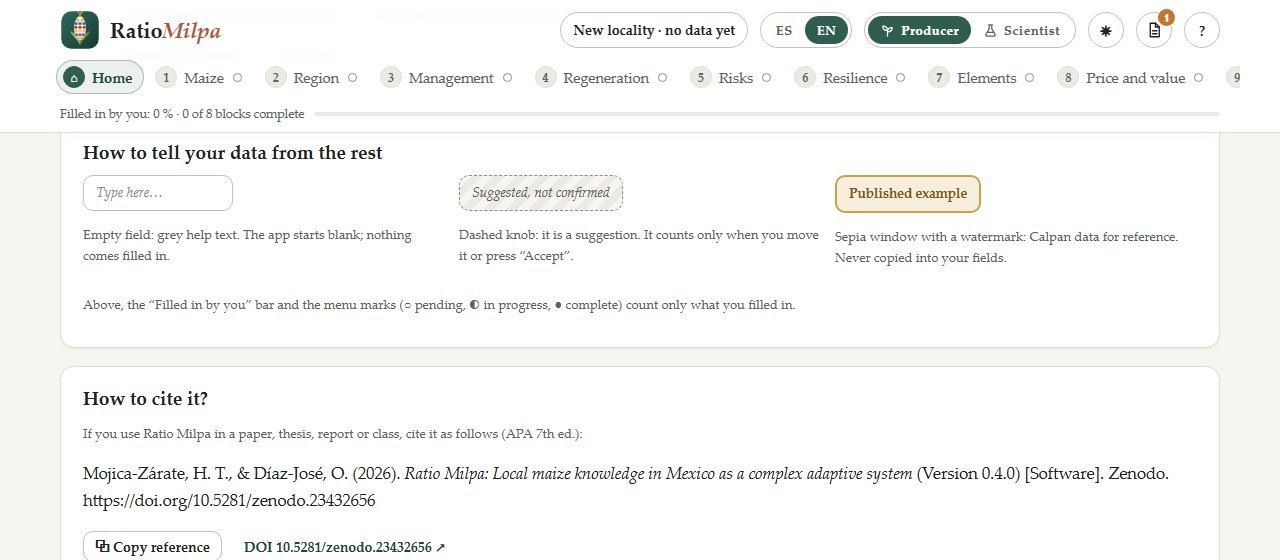 RatioMilpa
New locality · no data yet
ES
EN
Producer
Scientist
1
?
Home
1 Maize
2 Region
3 Management
4 Regeneration
5 Risks
6 Resilience
7 Elements
8 Price and value
9
Filled in by you: 0 % · 0 of 8 blocks complete
How to tell your data from the rest
Type here…
Suggested, not confirmed
Published example
Empty field: grey help text. The app starts blank; nothing
comes filled in.
Dashed knob: it is a suggestion. It counts only when you move
it or press “Accept”.
Sepia window with a watermark: Calpan data for reference.
Never copied into your fields.
Above, the “Filled in by you” bar and the menu marks (○ pending, ◐ in progress, ● complete) count only what you filled in.
How to cite it?
If you use Ratio Milpa in a paper, thesis, report or class, cite it as follows (APA 7th ed.):
Mojica-Zárate, H. T., & Díaz-José, O. (2026). Ratio Milpa: Local maize knowledge in Mexico as a complex adaptive system (Version 0.4.0) [Software]. Zenodo.
https://doi.org/10.5281/zenodo.23432656
Copy reference
DOI 10.5281/zenodo.23432656 ↗